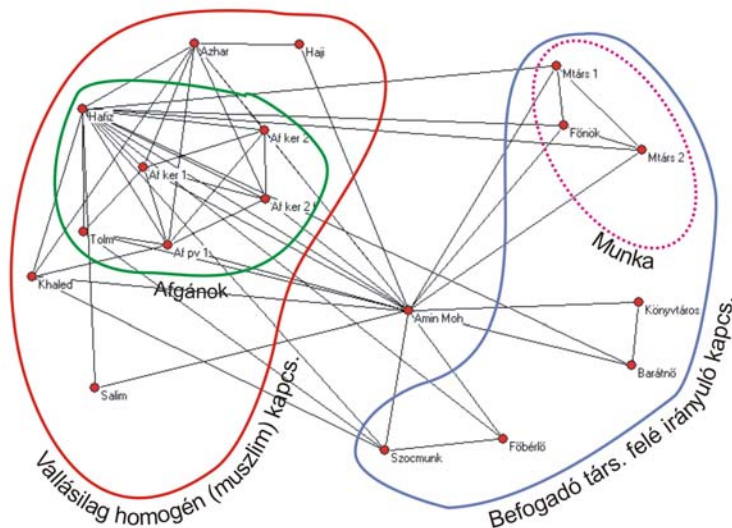 Azhar
Haji
Mtárs 1
Hafiz
Főnök
Af ker 2
Mtárs 2
Af ker 1
Af ker 2 f
Tolm
Af pv 1
Munka
Khaled
Afgánok
Amin Moh
Könyvtáros
Barátnő
Salim
Szocmunk
Főbérlő
Vallásilag homogén (muszlim) kapcs.
Befogadó társ. felé irányuló kapcs.